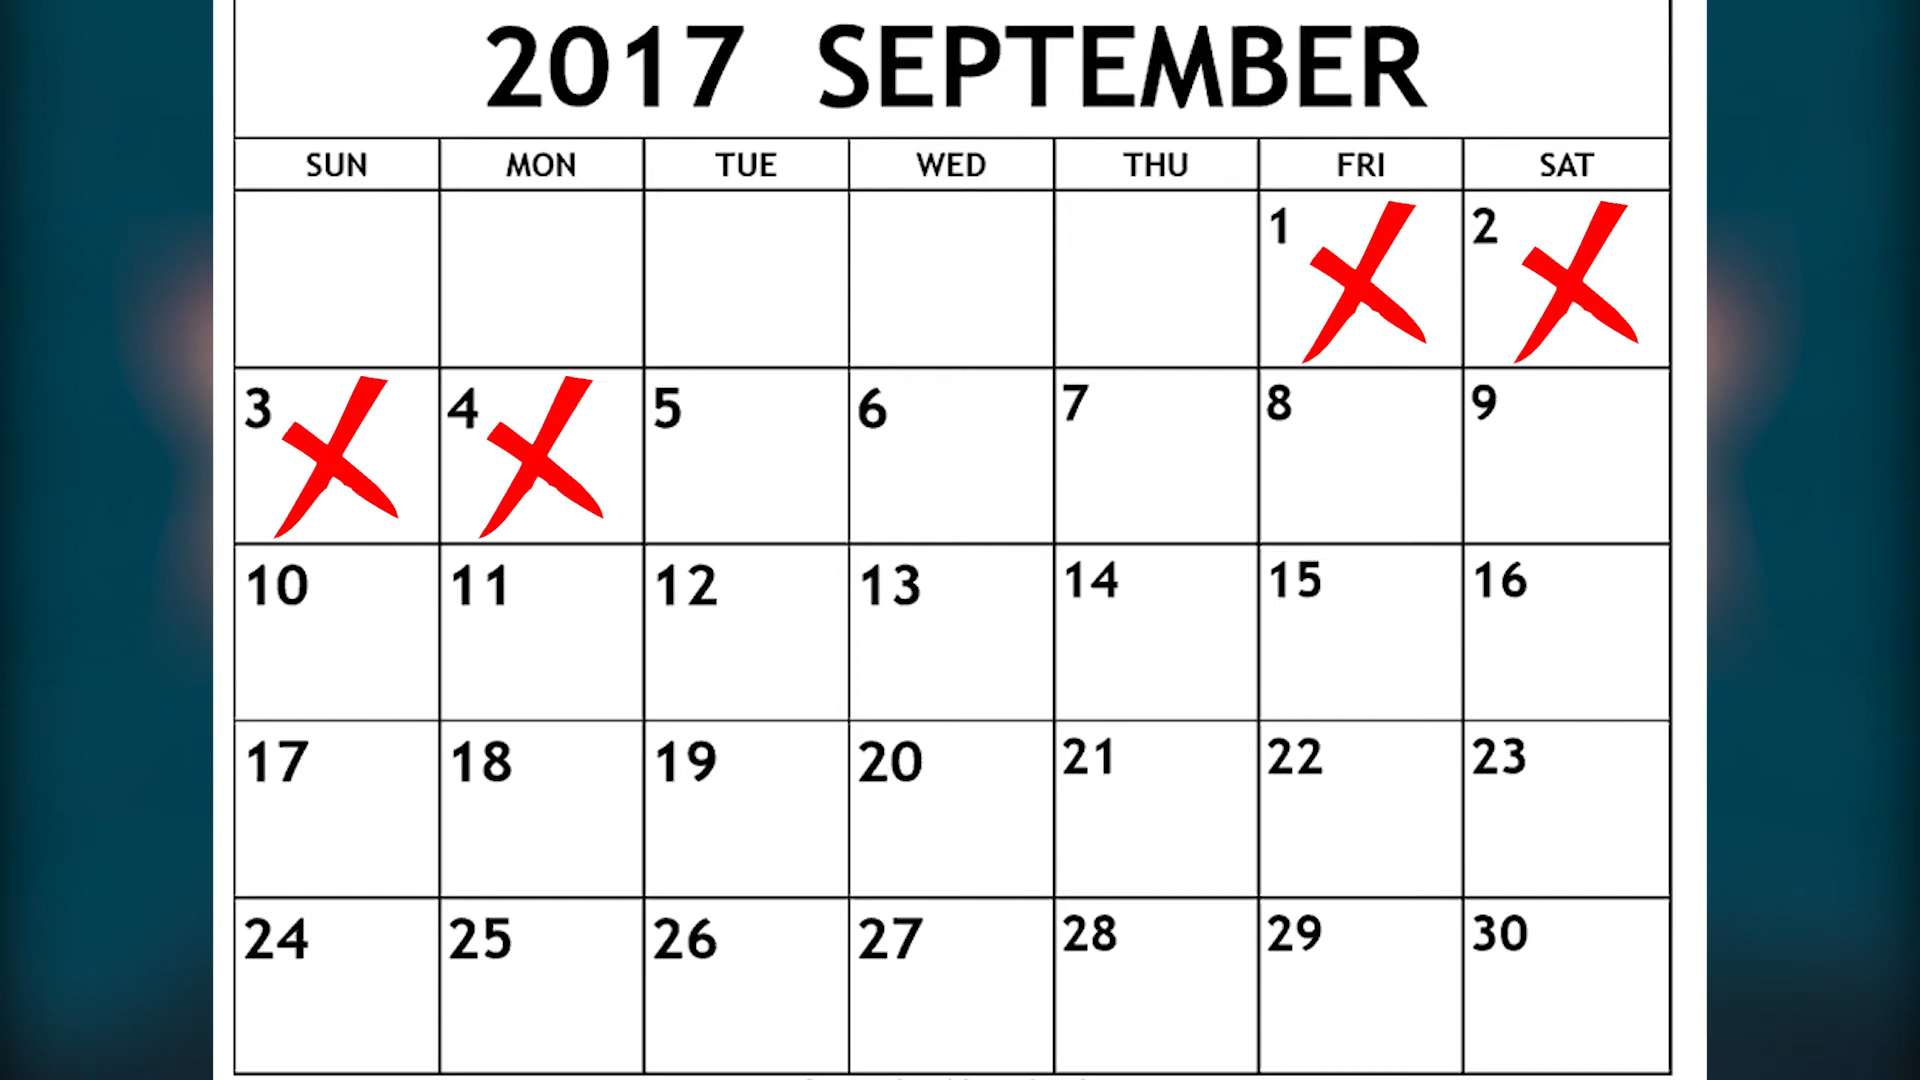 2017 SEPTEMBER
SUN MON TUE WED THU FRI SAT
1 2
3 4 5 6 7 8 9
10 11 12 13 14 15 16
17 18 19 20 21 22 23
24 25 26 27 28 29 30